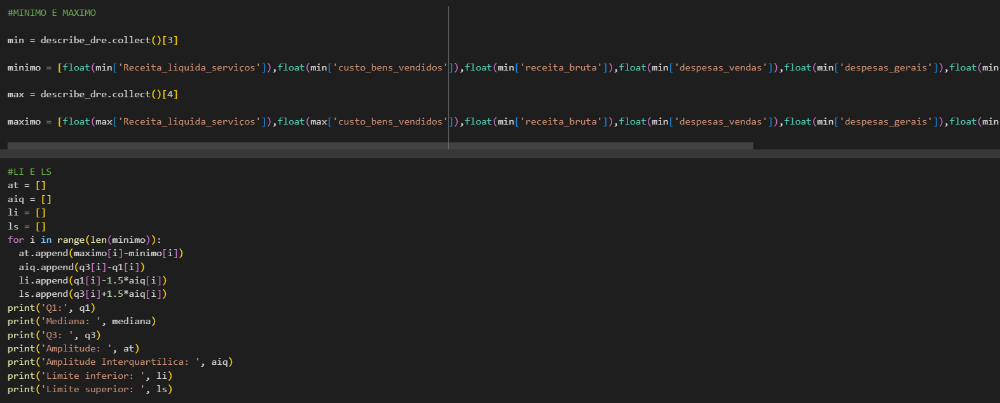 #MINIMO E MAXIMO
min = describe_dre.collect()[3]
minimo = [float(min['Receita_liquida_serviços']),float(min['custo_bens_vendidos']),float(min['receita_bruta']),float(min['despesas_vendas']),float(min['despesas_gerais']),float(min
max = describe_dre.collect()[4]
maximo = [float(max['Receita_liquida_serviços']),float(max['custo_bens_vendidos']),float(min['receita_bruta']),float(min['despesas_vendas']),float(min['despesas_gerais']),float(min
#LI E LS
at = []
aiq = []
li = []
ls = []
for i in range(len(minimo)):
  at.append(maximo[i]-minimo[i])
  aiq.append(q3[i]-q1[i])
  li.append(q1[i]-1.5*aiq[i])
  ls.append(q3[i]+1.5*aiq[i])
print('Q1:', q1)
print('Mediana: ', mediana)
print('Q3: ', q3)
print('Amplitude: ', at)
print('Amplitude Interquartílica: ', aiq)
print('Limite inferior: ', li)
print('Limite superior: ', ls)